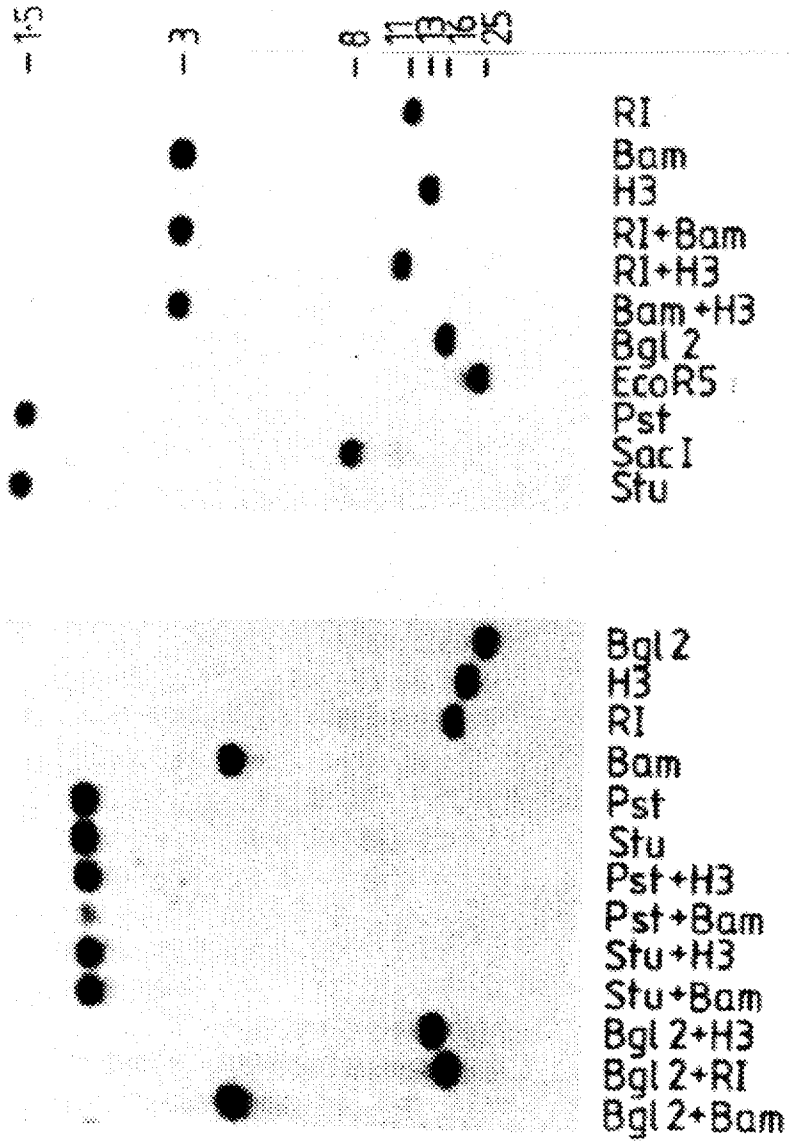 1·5
3
8
11
13
16
25
RI
Bam
H3
RI+Bam
RI+H3
Bam+H3
Bgl 2
EcoR5
Pst
Sac I
Stu
Bgl 2
H3
RI
Bam
Pst
Stu
Pst+H3
Pst+Bam
Stu+H3
Stu+Bam
Bgl 2+H3
Bgl 2+RI
Bgl 2+Bam